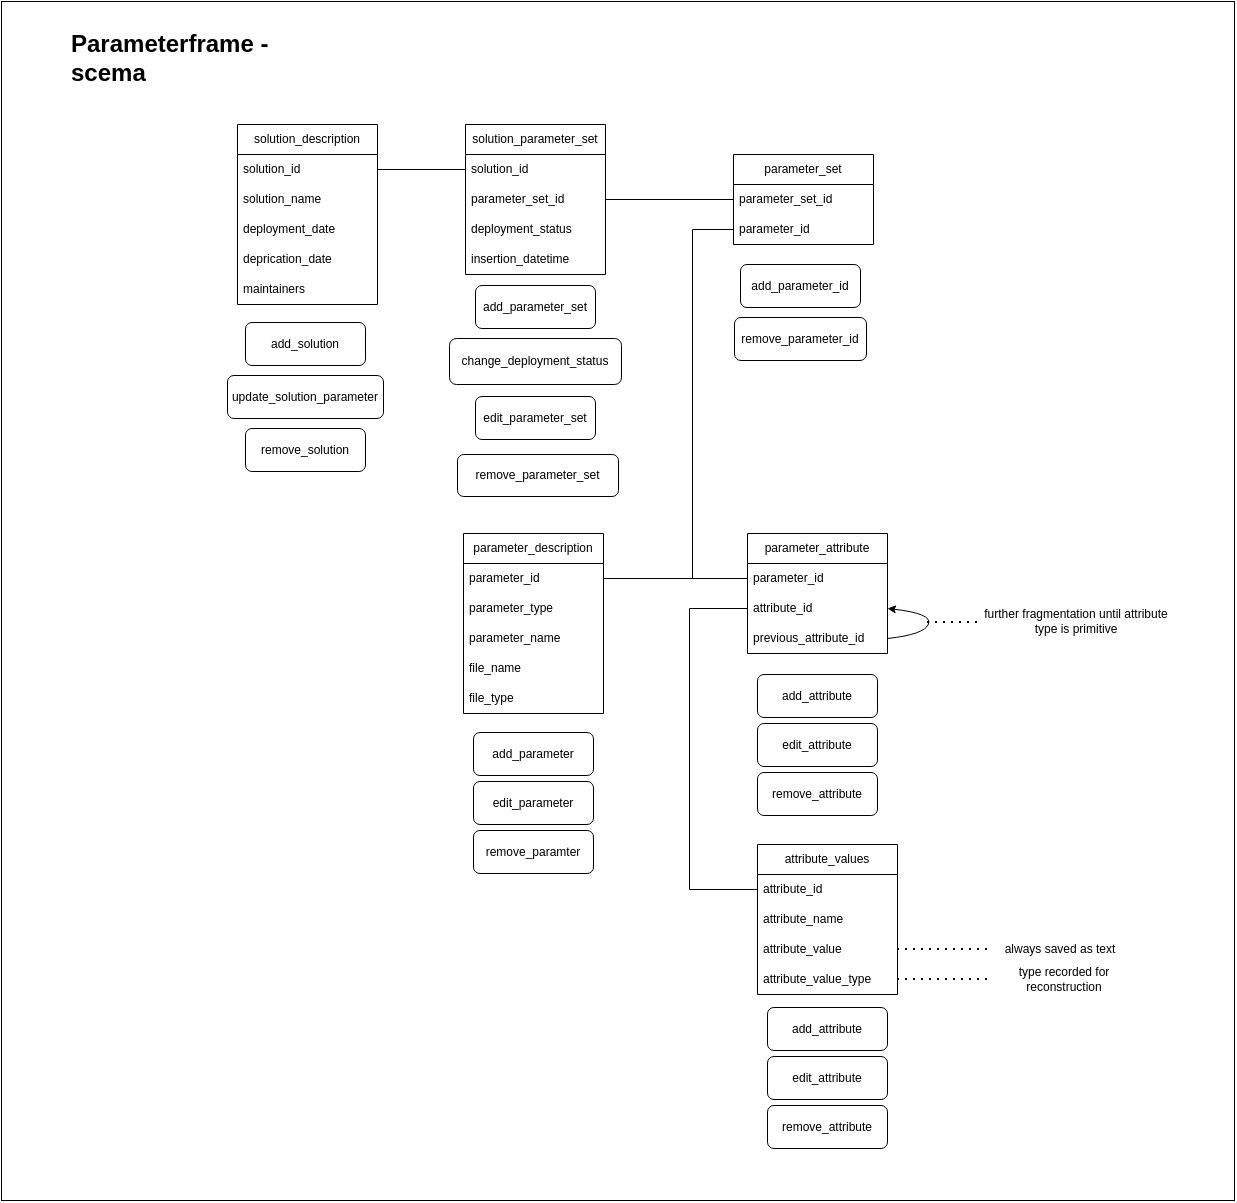 Parameterframe -
scema
solution_description
solution_id
solution_name
deployment_date
deprication_date
maintainers
add_solution
update_solution_parameter
remove_solution
solution_parameter_set
solution_id
parameter_set_id
deployment_status
insertion_datetime
add_parameter_set
change_deployment_status
edit_parameter_set
remove_parameter_set
parameter_set
parameter_set_id
parameter_id
add_parameter_id
remove_parameter_id
parameter_description
parameter_id
parameter_type
parameter_name
file_name
file_type
add_parameter
edit_parameter
remove_paramter
parameter_attribute
parameter_id
attribute_id
previous_attribute_id
further fragmentation until attribute
type is primitive
add_attribute
edit_attribute
remove_attribute
attribute_values
attribute_id
attribute_name
attribute_value
always saved as text
attribute_value_type
type recorded for
reconstruction
add_attribute
edit_attribute
remove_attribute